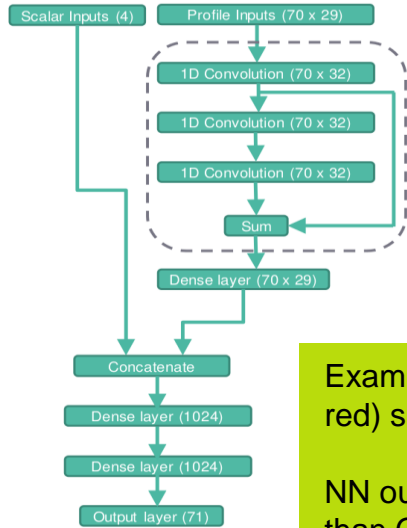 Scalar Inputs (4)
Profile Inputs (70 x 29)
1D Convolution (70 x 32)
1D Convolution (70 x 32)
1D Convolution (70 x 32)
Sum
Dense layer (70 x 29)
Concatenate
Dense layer (1024)
Dense layer (1024)
Output layer (71)
red) s
NN ou
than